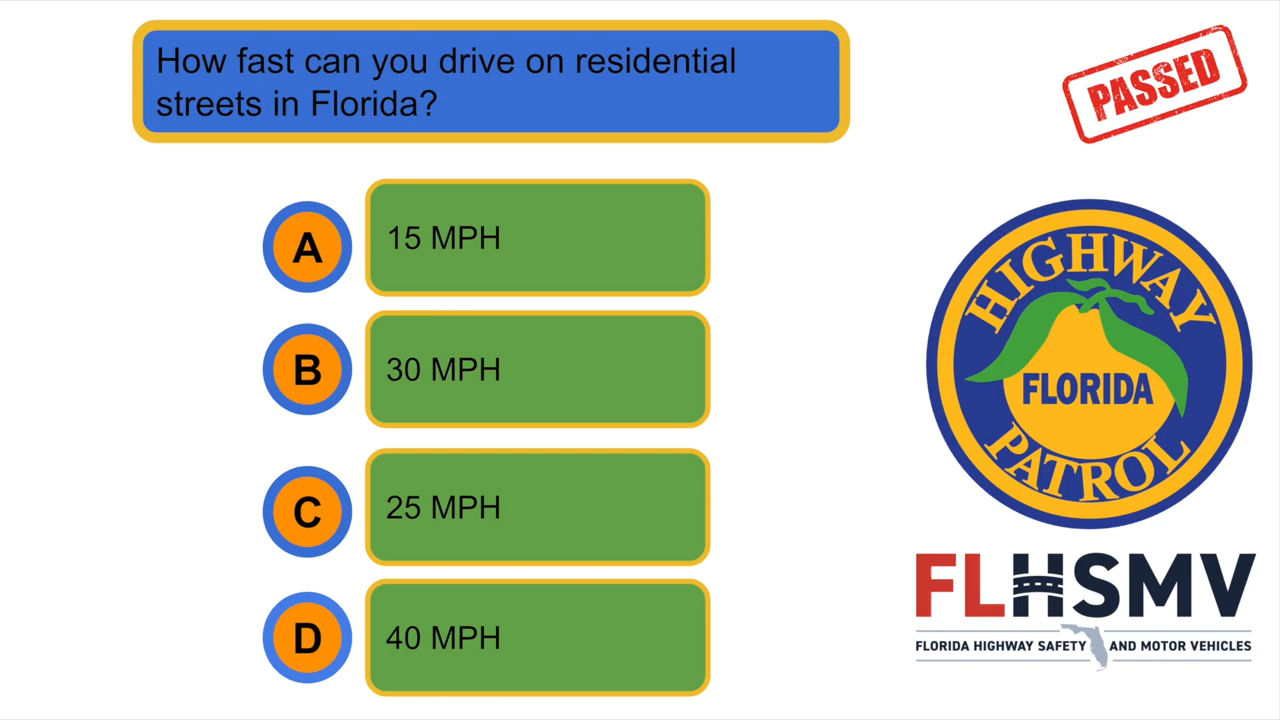 How fast can you drive on residential
streets in Florida?
PASSED
A
15 MPH
B
30 MPH
C
25 MPH
D
40 MPH
HIGHWAY
FLORIDA
PATROL
FLHSMV
FLORIDA HIGHWAY SAFETY AND MOTOR VEHICLES